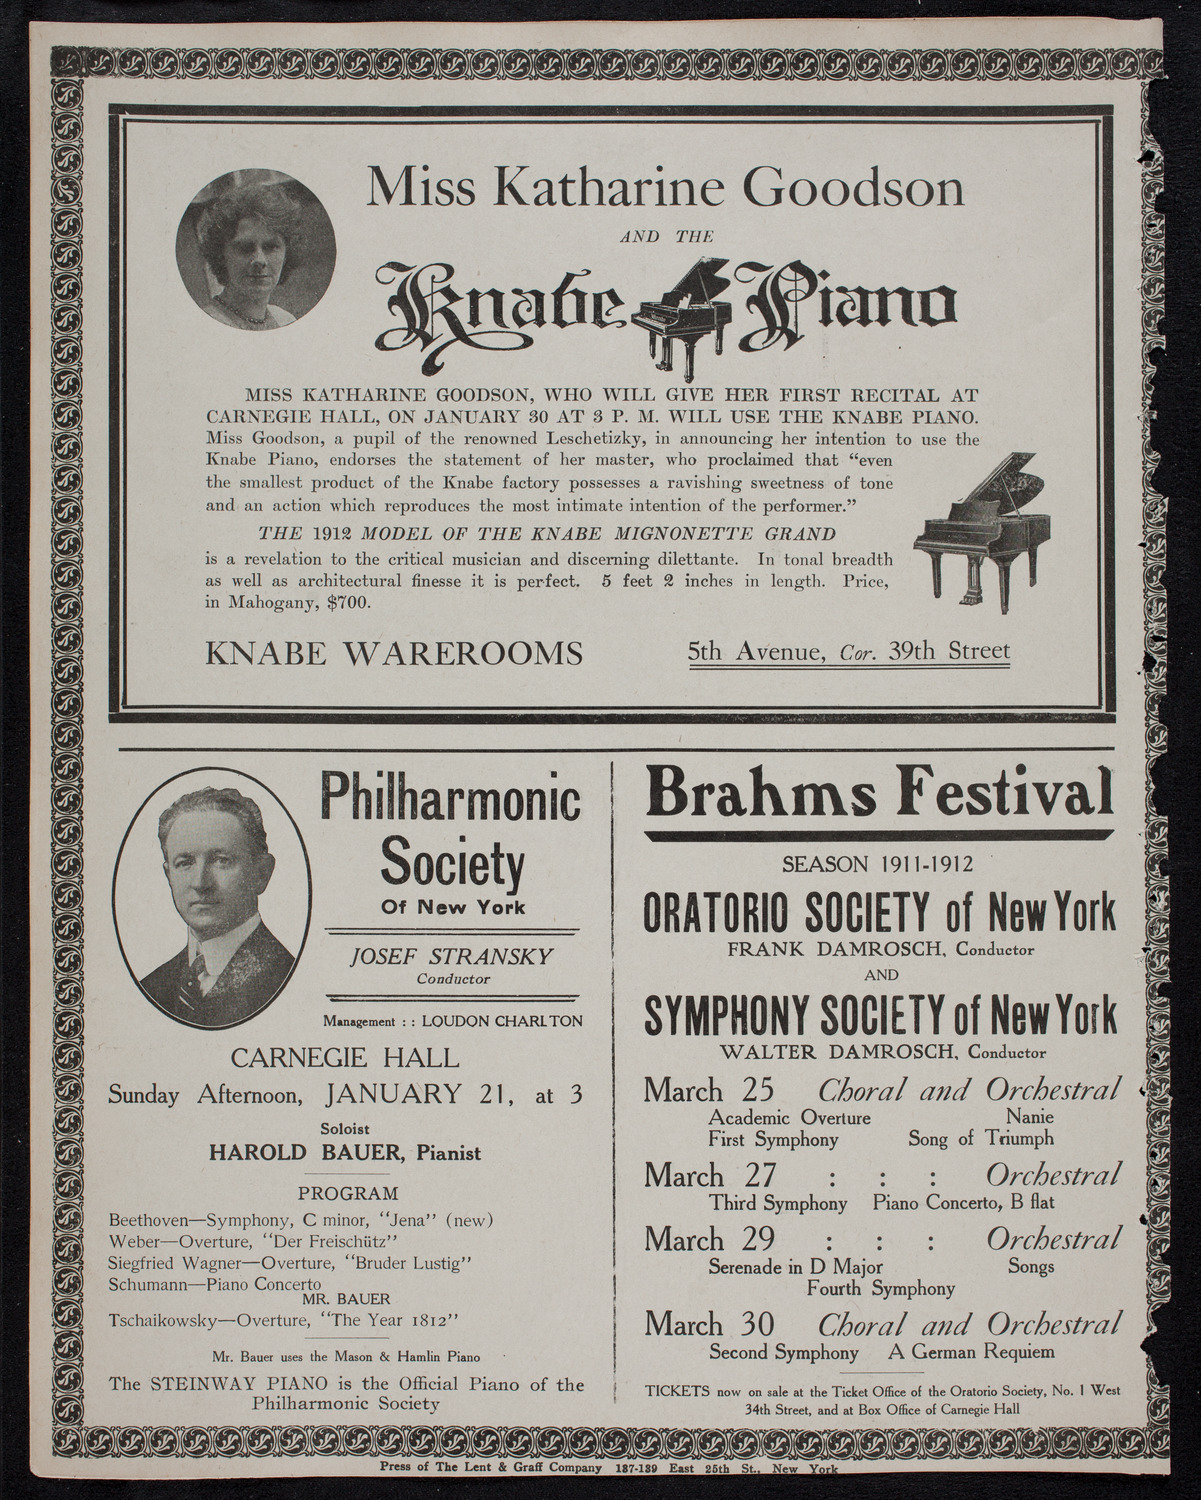 Miss Katharine Goodson
AND THE
Knabe Piano
MISS KATHARINE GOODSON, WHO WILL GIVE HER FIRST RECITAL AT
CARNEGIE HALL, ON JANUARY 30 AT 3 P. M. WILL USE THE KNABE PIANO.
Miss Goodson, a pupil of the renowned Leschetizky, in announcing her intention to use the
Knabe Piano, endorses the statement of her master, who proclaimed that “even
the smallest product of the Knabe factory possesses a ravishing sweetness of tone
and an action which reproduces the most intimate intention of the performer.”
THE 1912 MODEL OF THE KNABE MIGNONETTE GRAND
is a revelation to the critical musician and discerning dilettante. In tonal breadth
as well as architectural finesse it is perfect. 5 feet 2 inches in length. Price,
in Mahogany, $700.
KNABE WAREROOMS 5th Avenue, Cor. 39th Street
Philharmonic
Society
Of New York
JOSEF STRANSKY
Conductor
Management : : LOUDON CHARLTON
CARNEGIE HALL
Sunday Afternoon, JANUARY 21, at 3
Soloist
HAROLD BAUER, Pianist
PROGRAM
Beethoven—Symphony, C minor, “Jena” (new)
Weber—Overture, “Der Freischütz”
Siegfried Wagner—Overture, “Bruder Lustig”
Schumann—Piano Concerto
MR. BAUER
Tschaikowsky—Overture, “The Year 1812”
Mr. Bauer uses the Mason & Hamlin Piano
The STEINWAY PIANO is the Official Piano of the
Philharmonic Society
Brahms Festival
SEASON 1911-1912
ORATORIO SOCIETY of New York
FRANK DAMROSCH, Conductor
AND
SYMPHONY SOCIETY of New York
WALTER DAMROSCH, Conductor
March 25 Choral and Orchestral
Academic Overture Nanie
First Symphony Song of Triumph
March 27 : : : Orchestral
Third Symphony Piano Concerto, B flat
March 29 : : : Orchestral
Serenade in D Major Songs
Fourth Symphony
March 30 Choral and Orchestral
Second Symphony A German Requiem
TICKETS now on sale at the Ticket Office of the Oratorio Society, No. 1 West
34th Street, and at Box Office of Carnegie Hall
Press of The Lent & Graff Company 137-139 East 25th St., New York